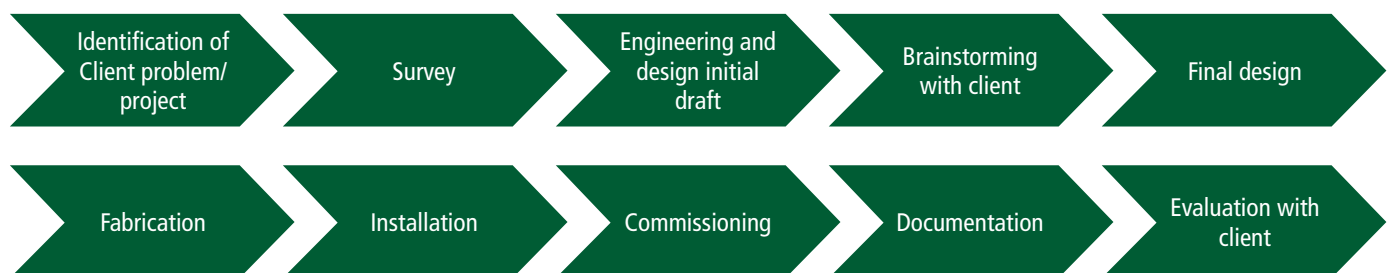 Identification of
Client problem/
project
Survey
Engineering and
design initial
draft
Brainstorming
with client
Final design
Fabrication
Installation
Commissioning
Documentation
Evaluation with
client